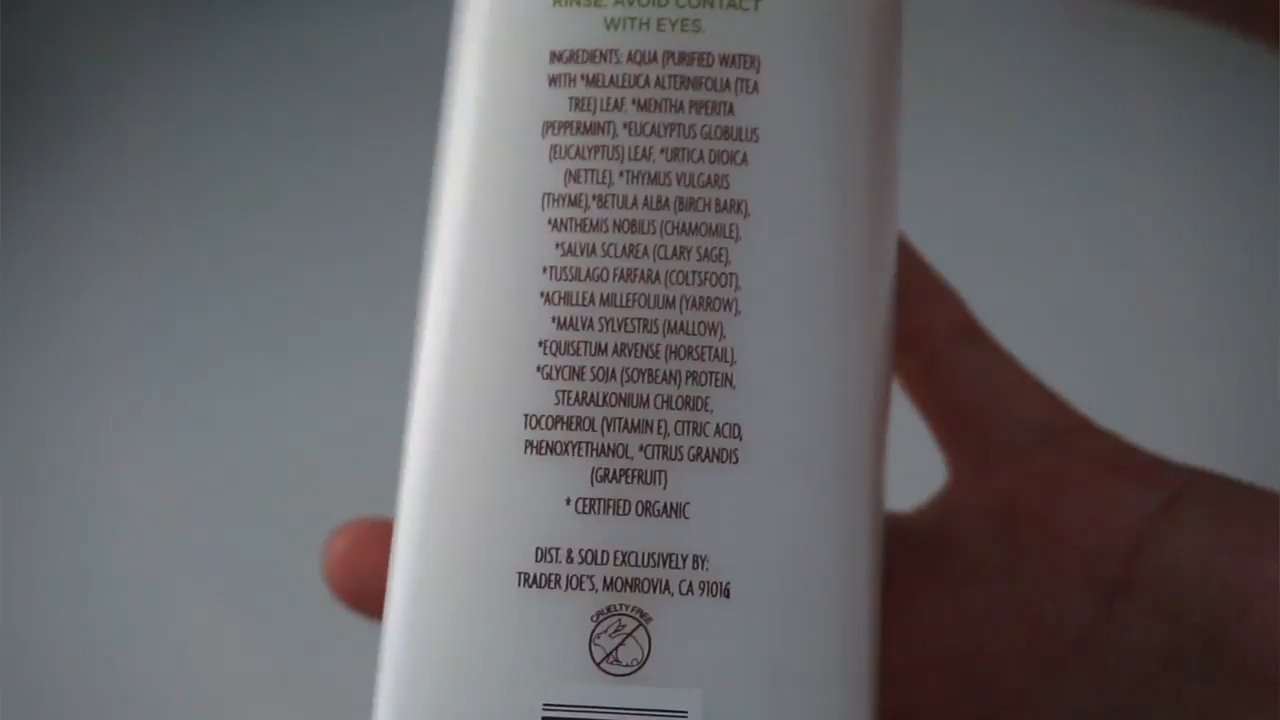 RINSE. AVOID CONTACT
WITH EYES.
INGREDIENTS: AQUA (PURIFIED WATER)
WITH *MELALEUCA ALTERNIFOLIA (TEA
TREE) LEAF, *MENTHA PIPERITA
(PEPPERMINT), *EUCALYPTUS GLOBULUS
(EUCALYPTUS) LEAF, *URTICA DIOICA
(NETTLE), *THYMUS VULGARIS
(THYME),*BETULA ALBA (BIRCH BARK),
*ANTHEMIS NOBILIS (CHAMOMILE),
*SALVIA SCLAREA (CLARY SAGE),
*TUSSILAGO FARFARA (COLTSFOOT),
*ACHILLEA MILLEFOLIUM (YARROW),
*MALVA SYLVESTRIS (MALLOW),
*EQUISETUM ARVENSE (HORSETAIL),
*GLYCINE SOJA (SOYBEAN) PROTEIN,
STEARALKONIUM CHLORIDE,
TOCOPHEROL (VITAMIN E), CITRIC ACID,
PHENOXYETHANOL, *CITRUS GRANDIS
(GRAPEFRUIT)
* CERTIFIED ORGANIC
DIST. & SOLD EXCLUSIVELY BY:
TRADER JOE'S, MONROVIA, CA 91016
CRUELTY FREE